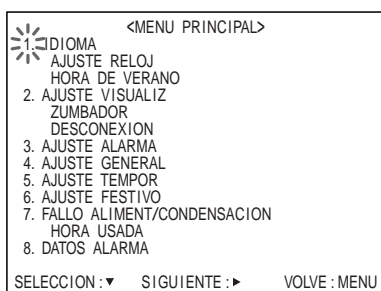 <MENU PRINCIPAL>
1. IDIOMA
AJUSTE RELOJ
HORA DE VERANO
2. AJUSTE VISUALIZ
ZUMBADOR
DESCONEXION
3. AJUSTE ALARMA
4. AJUSTE GENERAL
5. AJUSTE TEMPOR
6. AJUSTE FESTIVO
7. FALLO ALIMENT/CONDENSACION
HORA USADA
8. DATOS ALARMA
SELECCION : ▼ SIGUIENTE : ► VOLVE : MENU